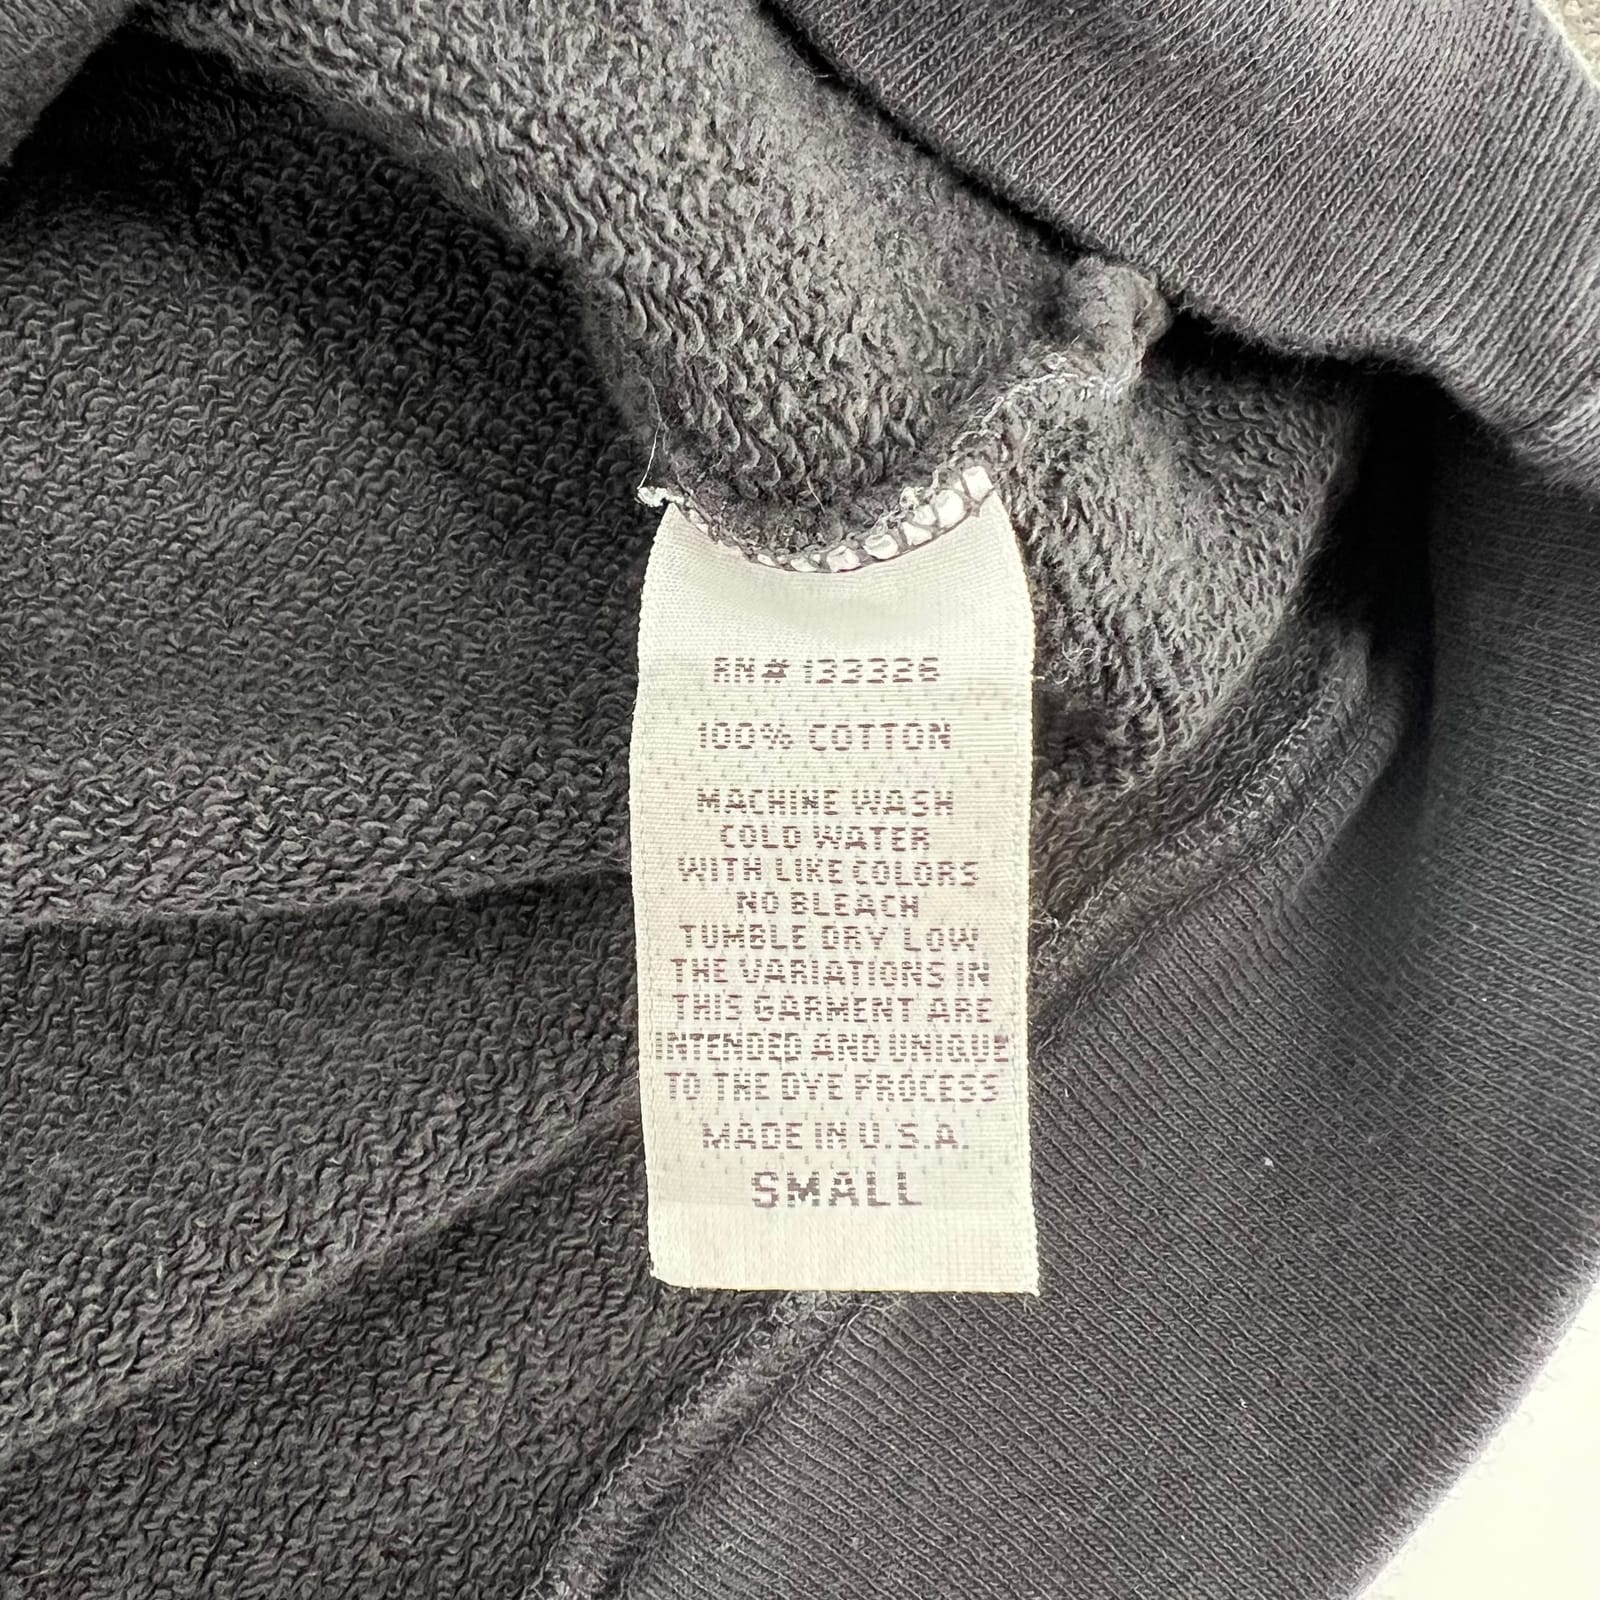 RN# 133326
100% COTTON
MACHINE WASH
COLD WATER
WITH LIKE COLORS
NO BLEACH
TUMBLE DRY LOW
THE VARIATIONS IN
THIS GARMENT ARE
INTENDED AND UNIQUE
TO THE DYE PROCESS
MADE IN U.S.A.
SMALL